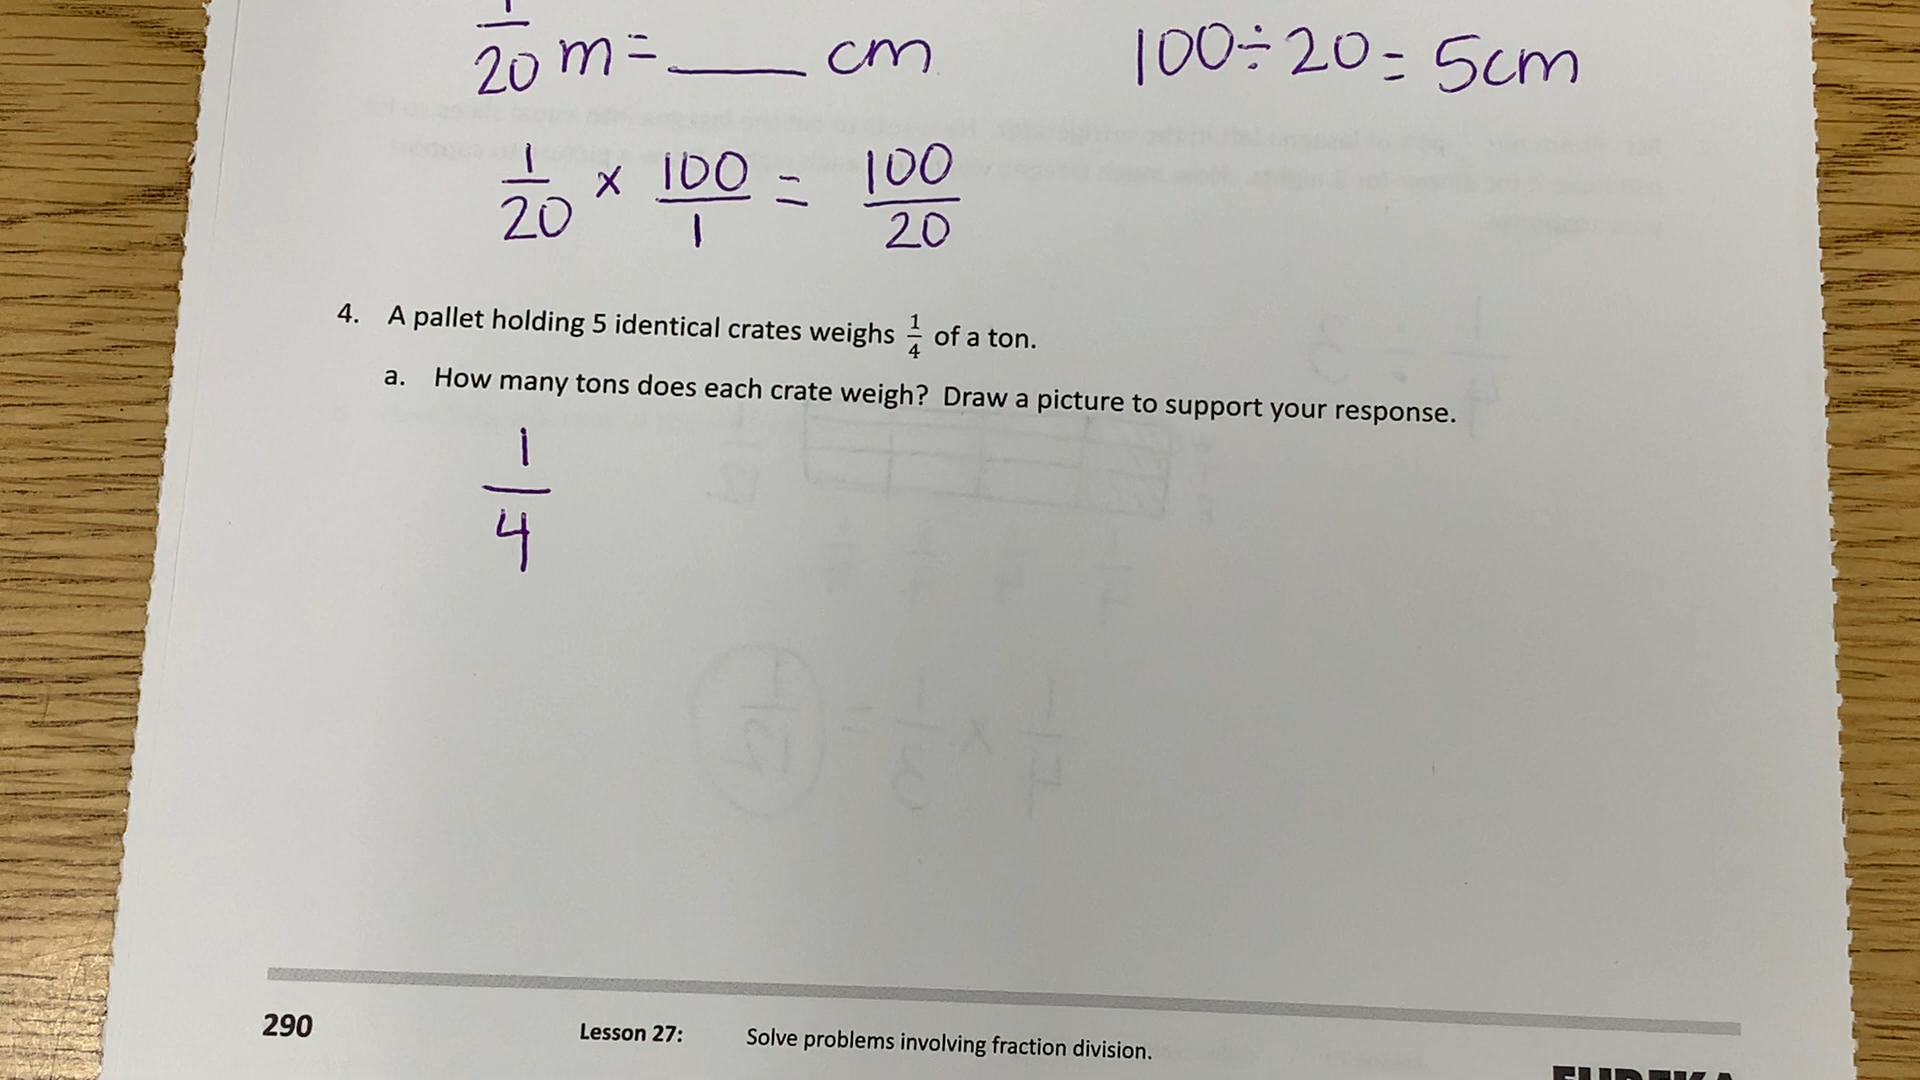 1/20 m = ___ cm 100 ÷ 20 = 5cm
1/20 x 100/1 = 100/20
4. A pallet holding 5 identical crates weighs 1/4 of a ton.
a. How many tons does each crate weigh? Draw a picture to support your response.
1/4
290 Lesson 27: Solve problems involving fraction division.